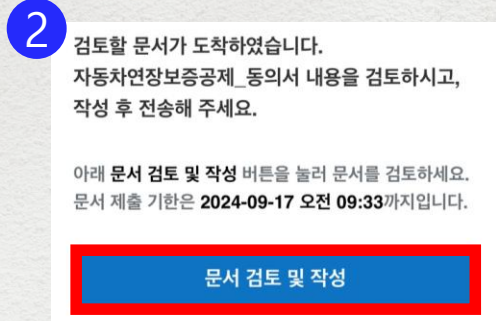 2
검토할 문서가 도착하였습니다.
자동차연장보증공제_동의서 내용을 검토하시고,
작성 후 전송해 주세요.
아래 문서 검토 및 작성 버튼을 눌러 문서를 검토하세요.
문서 제출 기한은 2024-09-17 오전 09:33까지입니다.
문서 검토 및 작성